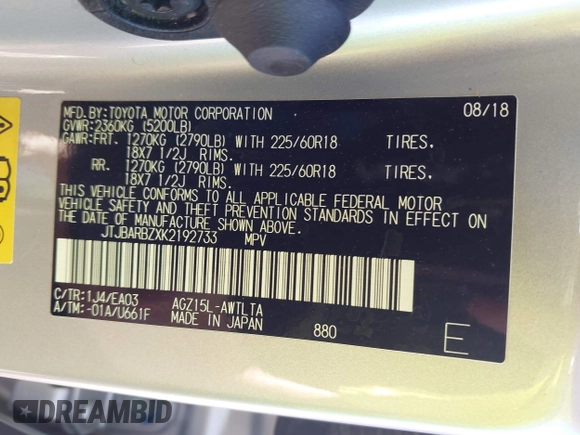 MFD.BY:TOYOTA MOTOR CORPORATION 08/18
GVWR:2360KG (5200LB)
GAWR:FRT. 1270KG (2790LB) WITH 225/60R18 TIRES,
18X7 1/2J RIMS.
RR. 1270KG (2790LB) WITH 225/60R18 TIRES,
18X7 1/2J RIMS.
THIS VEHICLE CONFORMS TO ALL APPLICABLE FEDERAL MOTOR
VEHICLE SAFETY AND THEFT PREVENTION STANDARDS IN EFFECT ON
THE DATE OF MANUFACTURE SHOWN ABOVE.
JTJBARBZXK2192733 MPV
C/TR:1J4/EA03 AGZ15L-AWTLTA
A/TM:-01A/U661F MADE IN JAPAN 880 E
DREAMBID